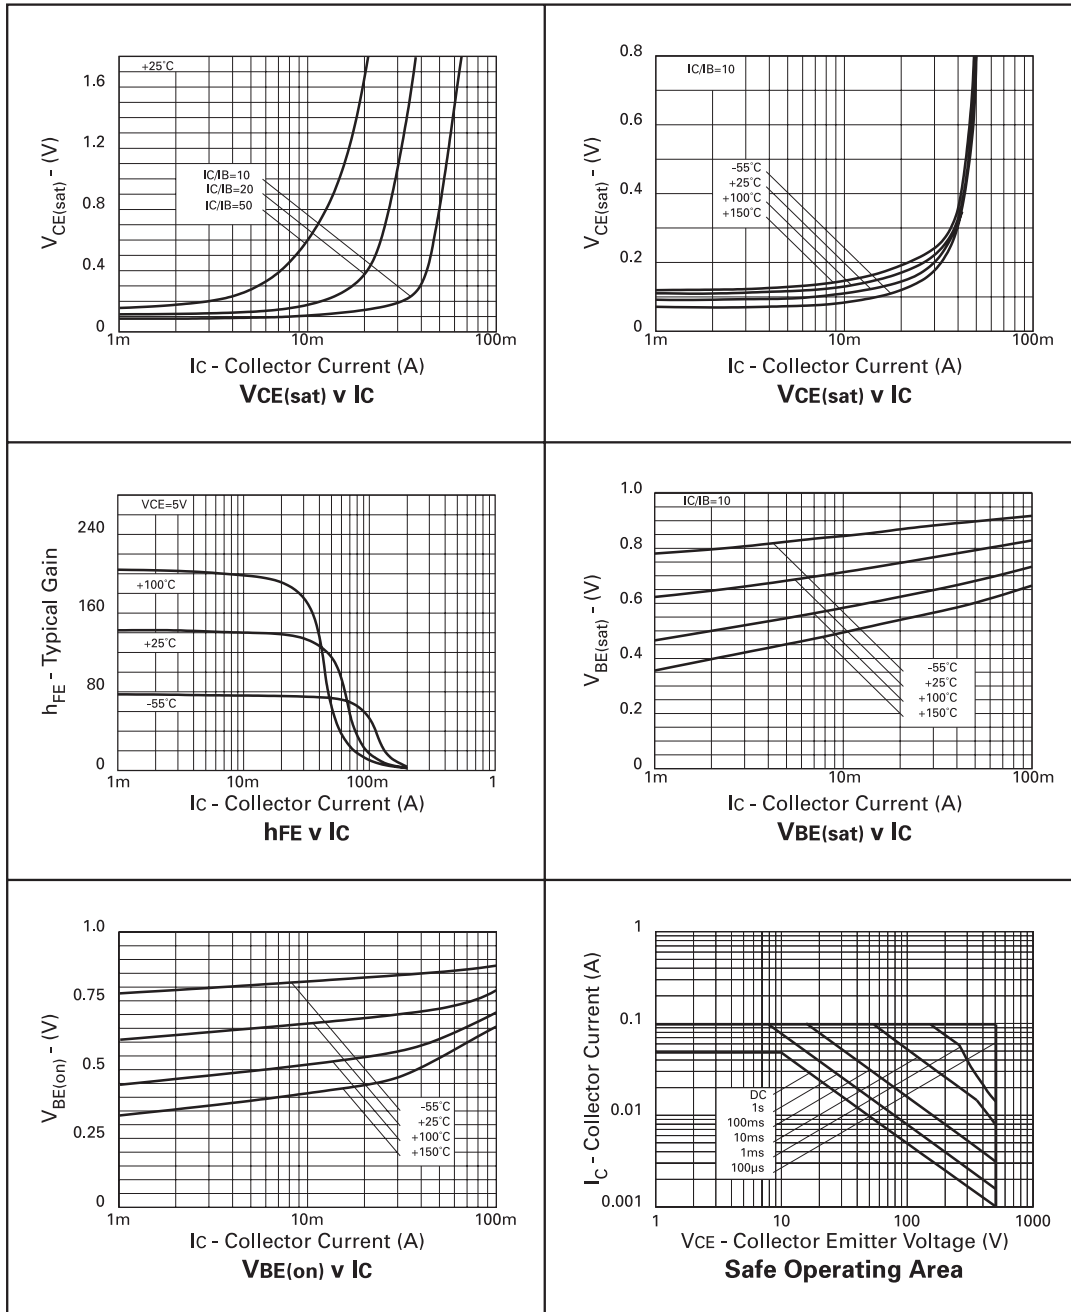 +25°C
1.6
1.2
0.8
0.4
0
VCE(sat) - (V)
IC/IB=10
IC/IB=20
IC/IB=50
1m 10m 100m
IC - Collector Current (A)
VCE(sat) v IC
IC/IB=10
0.8
0.6
0.4
0.2
0
VCE(sat) - (V)
-55°C
+25°C
+100°C
+150°C
1m 10m 100m
IC - Collector Current (A)
VCE(sat) v IC
VCE=5V
240
160
80
0
hFE - Typical Gain
+100°C
+25°C
-55°C
1m 10m 100m 1
IC - Collector Current (A)
hFE v IC
IC/IB=10
1.0
0.8
0.6
0.4
0.2
0
VBE(sat) - (V)
-55°C
+25°C
+100°C
+150°C
1m 10m 100m
IC - Collector Current (A)
VBE(sat) v IC
1.0
0.75
0.5
0.25
0
VBE(on) - (V)
-55°C
+25°C
+100°C
+150°C
1m 10m 100m
IC - Collector Current (A)
VBE(on) v IC
1
0.1
0.01
0.001
IC - Collector Current (A)
DC
1s
100ms
10ms
1ms
100µs
1 10 100 1000
VCE - Collector Emitter Voltage (V)
Safe Operating Area